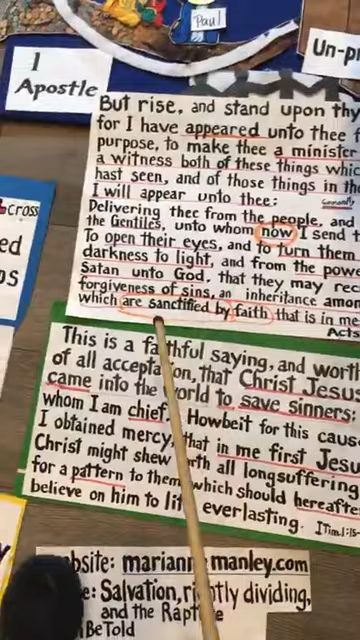 Paul
1
Apostle
Un-p
But rise, and stand upon thy
for I have appeared unto thee
purpose, to make thee a minister
a witness both of these things whic
hast seen, and of those things in th
I will appear unto thee:
Delivering thee from the people, and
the Gentiles, unto whom now I send t
To open their eyes, and to turn them
darkness to light, and from the powe
Satan unto God, that they may rec
forgiveness of sins, an inheritance amon
which are sanctified by faith that is in me
Acts
Cross
ed
os
This is a faithful saying, and worth
of all acceptation, that Christ Jesus
came into the world to save sinners;
whom I am chief. Howbeit for this cause
I obtained mercy, that in me first Jesu
Christ might shew forth all longsuffering,
for a pattern to them which should hereafte
believe on him to life everlasting. 1Tim.1:15-
bsite: mariannemanley.com
e: Salvation, rightly dividing,
and the Rapture
Be Told